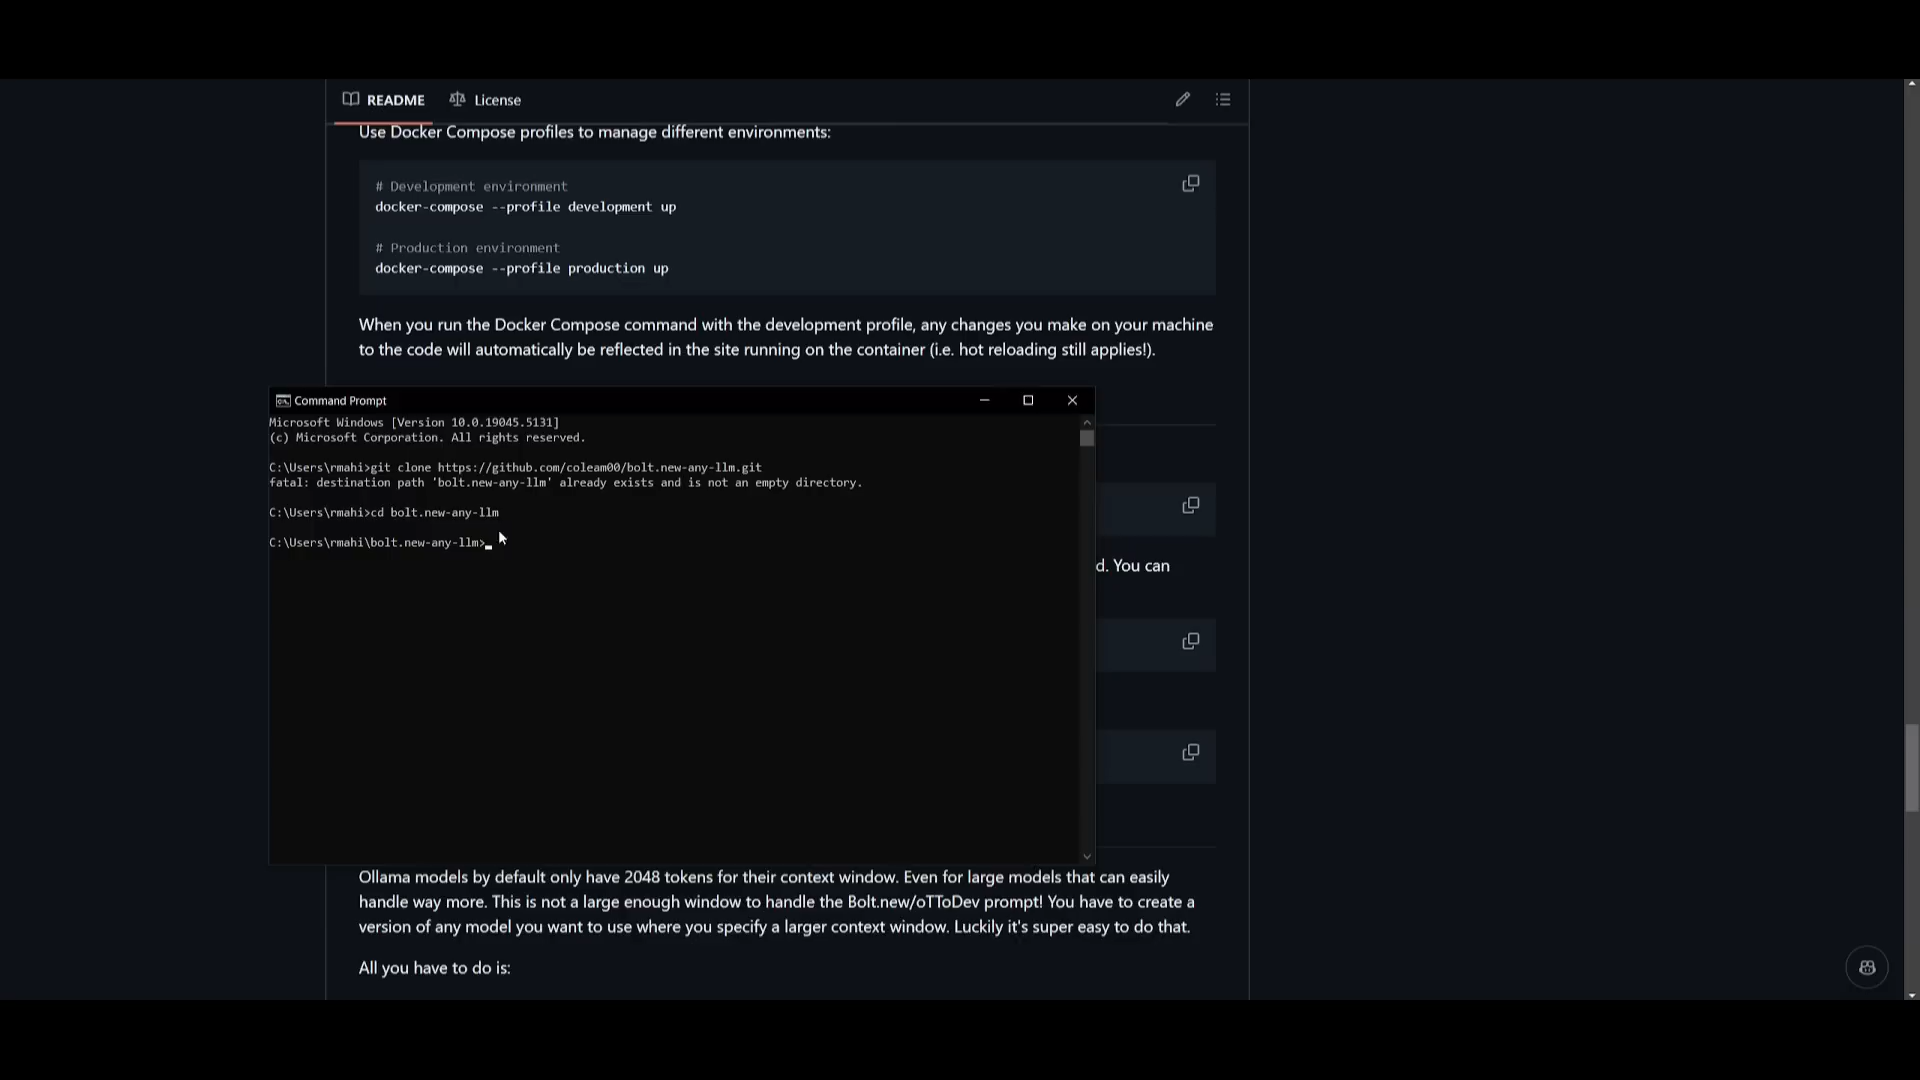 README License
Use Docker Compose profiles to manage different environments:
# Development environment
docker-compose --profile development up
# Production environment
docker-compose --profile production up
When you run the Docker Compose command with the development profile, any changes you make on your machine
to the code will automatically be reflected in the site running on the container (i.e. hot reloading still applies!).
Command Prompt
Microsoft Windows [Version 10.0.19045.5131]
(c) Microsoft Corporation. All rights reserved.
C:\Users\rmahi>git clone https://github.com/coleam00/bolt.new-any-llm.git
fatal: destination path 'bolt.new-any-llm' already exists and is not an empty directory.
C:\Users\rmahi>cd bolt.new-any-llm
C:\Users\rmahi\bolt.new-any-llm>
d. You can
Ollama models by default only have 2048 tokens for their context window. Even for large models that can easily
handle way more. This is not a large enough window to handle the Bolt.new/oTToDev prompt! You have to create a
version of any model you want to use where you specify a larger context window. Luckily it's super easy to do that.
All you have to do is: